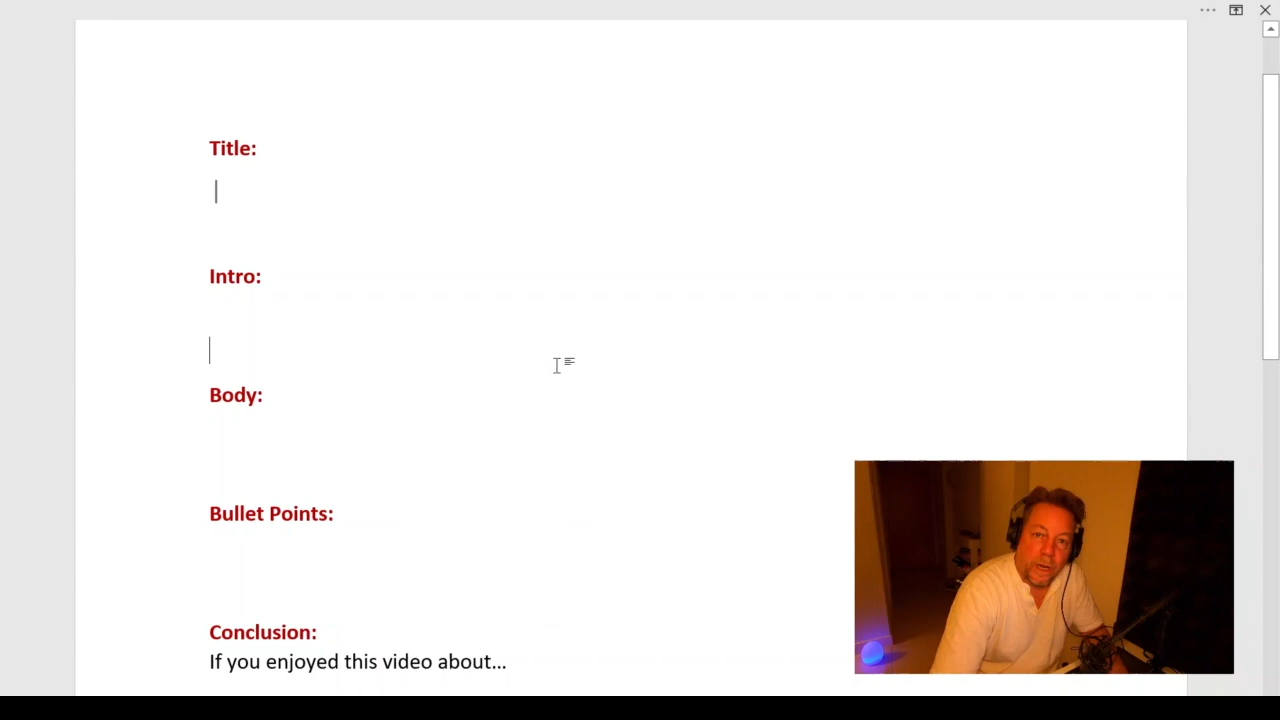 Title:
Intro:
Body:
Bullet Points:
Conclusion:
If you enjoyed this video about...